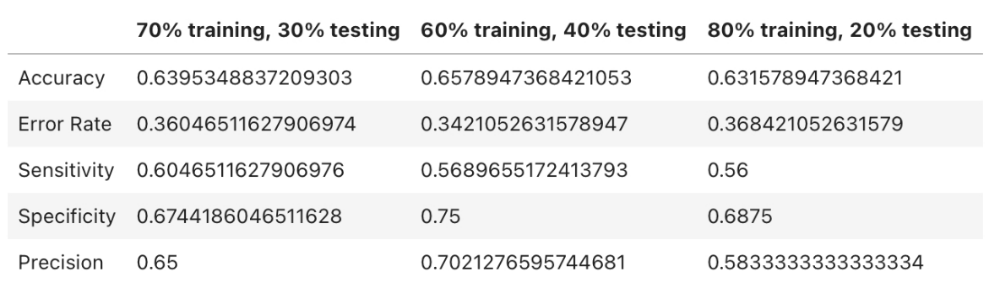 70% training, 30% testing 60% training, 40% testing 80% training, 20% testing
Accuracy 0.6395348837209303 0.6578947368421053 0.631578947368421
Error Rate 0.36046511627906974 0.3421052631578947 0.368421052631579
Sensitivity 0.6046511627906976 0.5689655172413793 0.56
Specificity 0.6744186046511628 0.75 0.6875
Precision 0.65 0.7021276595744681 0.5833333333333334